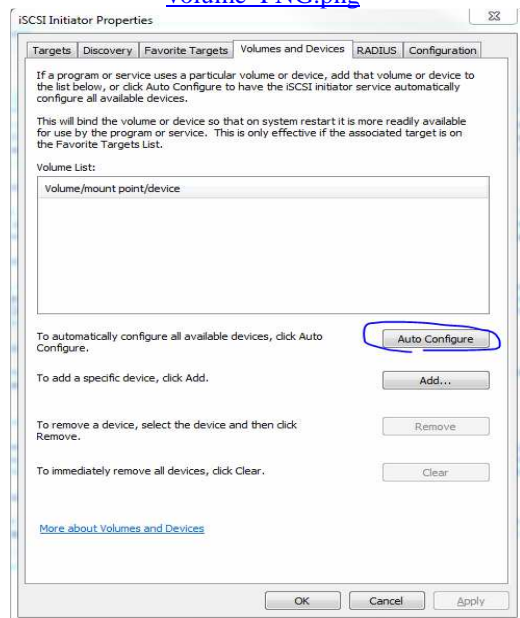 volume PNG.png
iSCSI Initiator Properties
Targets Discovery Favorite Targets Volumes and Devices RADIUS Configuration
If a program or service uses a particular volume or device, add that volume or device to
the list below, or click Auto Configure to have the iSCSI initiator service automatically
configure all available devices.
This will bind the volume or device so that on system restart it is more readily available
for use by the program or service. This is only effective if the associated target is on
the Favorite Targets List.
Volume List:
Volume/mount point/device
To automatically configure all available devices, click Auto
Configure.
Auto Configure
To add a specific device, click Add.
Add...
To remove a device, select the device and then click
Remove.
Remove
To immediately remove all devices, click Clear.
Clear
More about Volumes and Devices
OK Cancel Apply